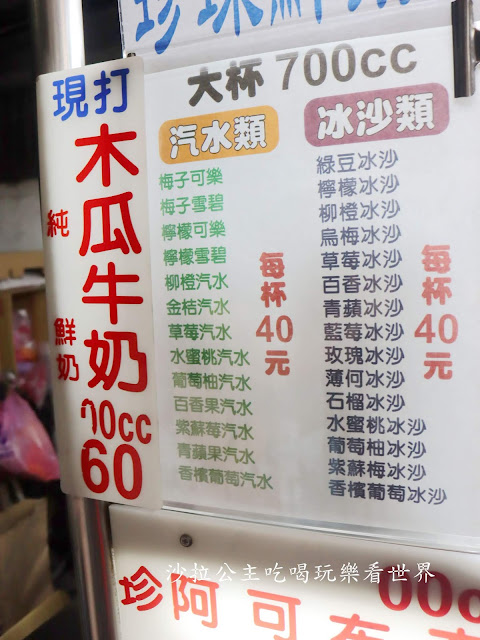 珍珠鮮
現打
木瓜牛奶
純鮮奶
700cc
60
大杯 700cc
汽水類
梅子可樂
梅子雪碧
檸檬可樂
檸檬雪碧
柳橙汽水
金桔汽水
草莓汽水
水蜜桃汽水
葡萄柚汽水
百香果汽水
紫蘇莓汽水
青蘋果汽水
香檳葡萄汽水
每杯40元
冰沙類
綠豆冰沙
檸檬冰沙
柳橙冰沙
烏梅冰沙
草莓冰沙
百香冰沙
青蘋冰沙
藍莓冰沙
玫瑰冰沙
薄何冰沙
石榴冰沙
水蜜桃冰沙
葡萄柚冰沙
紫蘇梅冰沙
香檳葡萄冰沙
每杯40元
沙拉公主吃喝玩樂看世界
珍阿可